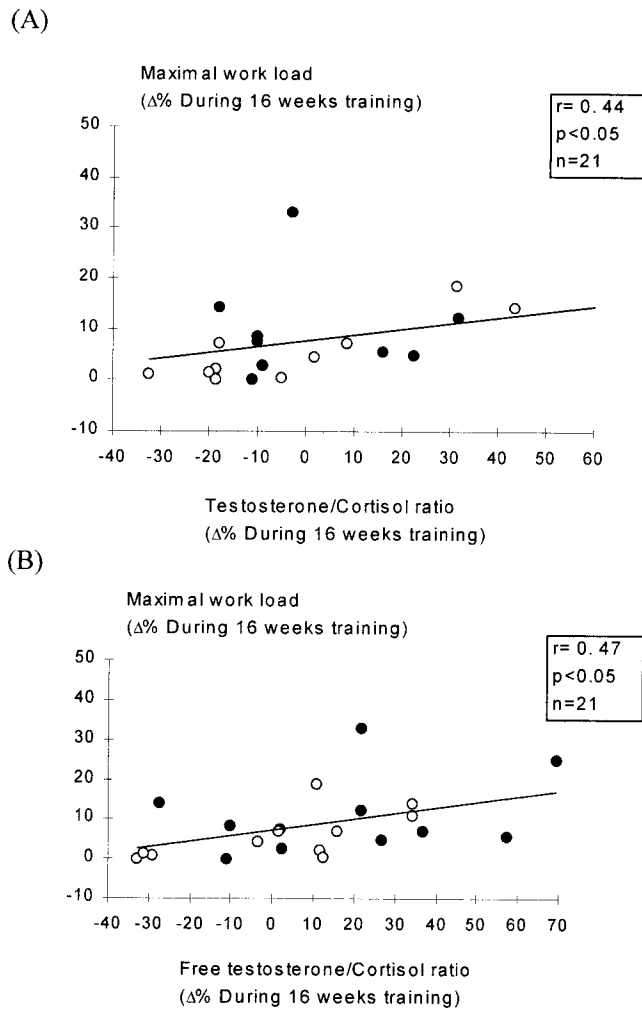 (A)
Maximal work load
(Δ% During 16 weeks training)
r= 0. 44
p<0.05
n=21
50
40
30
20
10
0
-10
-40 -30 -20 -10 0 10 20 30 40 50 60
Testosterone/Cortisol ratio
(Δ% During 16 weeks training)
(B)
Maximal work load
(Δ% During 16 weeks training)
r= 0. 47
p<0.05
n=21
50
40
30
20
10
0
-10
-40 -30 -20 -10 0 10 20 30 40 50 60 70
Free testosterone/Cortisol ratio
(Δ% During 16 weeks training)